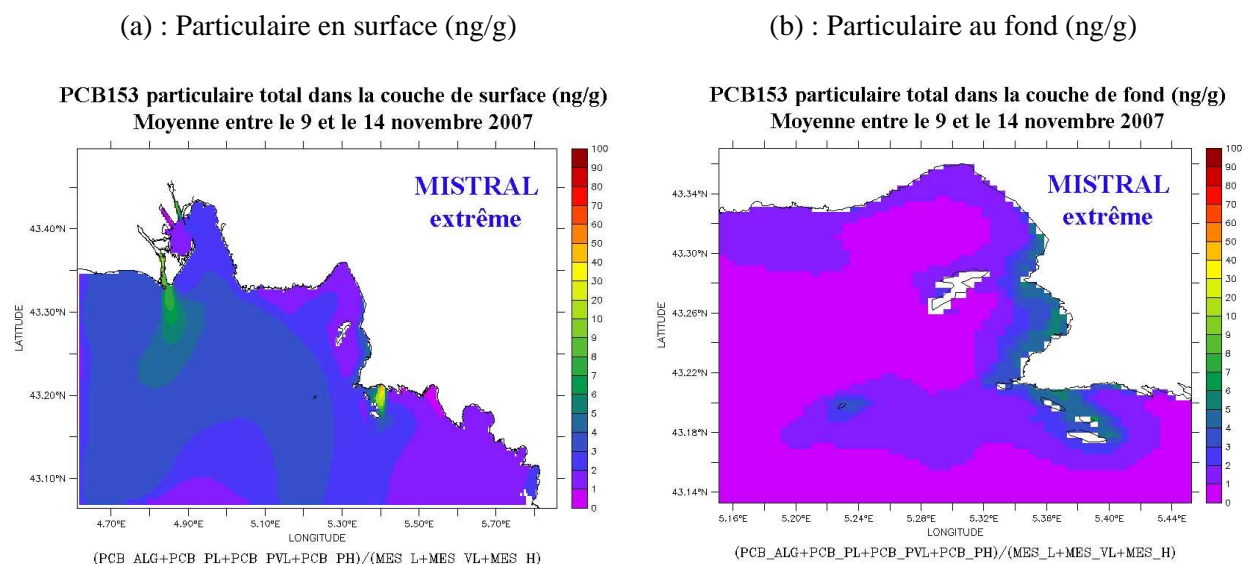 (a) : Particulaire en surface (ng/g)
(b) : Particulaire au fond (ng/g)
PCB153 particulaire total dans la couche de surface (ng/g)
Moyenne entre le 9 et le 14 novembre 2007
MISTRAL
extrême
100
90
80
70
60
50
40
30
20
10
9
8
7
6
5
4
3
2
1
0
43.40°N
43.30°N
43.20°N
43.10°N
LATITUDE
4.70°E 4.90°E 5.10°E 5.30°E 5.50°E 5.70°E
LONGITUDE
(PCB_ALG+PCB_PL+PCB_PVL+PCB_PH)/(MES_L+MES_VL+MES_H)
PCB153 particulaire total dans la couche de fond (ng/g)
Moyenne entre le 9 et le 14 novembre 2007
MISTRAL
extrême
100
90
80
70
60
50
40
30
20
10
9
8
7
6
5
4
3
2
1
0
43.34°N
43.30°N
43.26°N
43.22°N
43.18°N
43.14°N
LATITUDE
5.16°E 5.20°E 5.24°E 5.28°E 5.32°E 5.36°E 5.40°E 5.44°E
LONGITUDE
(PCB_ALG+PCB_PL+PCB_PVL+PCB_PH)/(MES_L+MES_VL+MES_H)